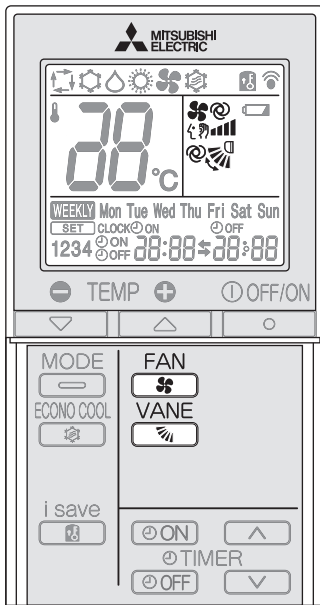 MITSUBISHI
ELECTRIC
88°C
WEEKLY Mon Tue Wed Thu Fri Sat Sun
SET CLOCK ON OFF
1234 ON OFF 88:88 88:88
TEMP OFF/ON
MODE FAN
ECONO COOL VANE
i save
ON
TIMER
OFF